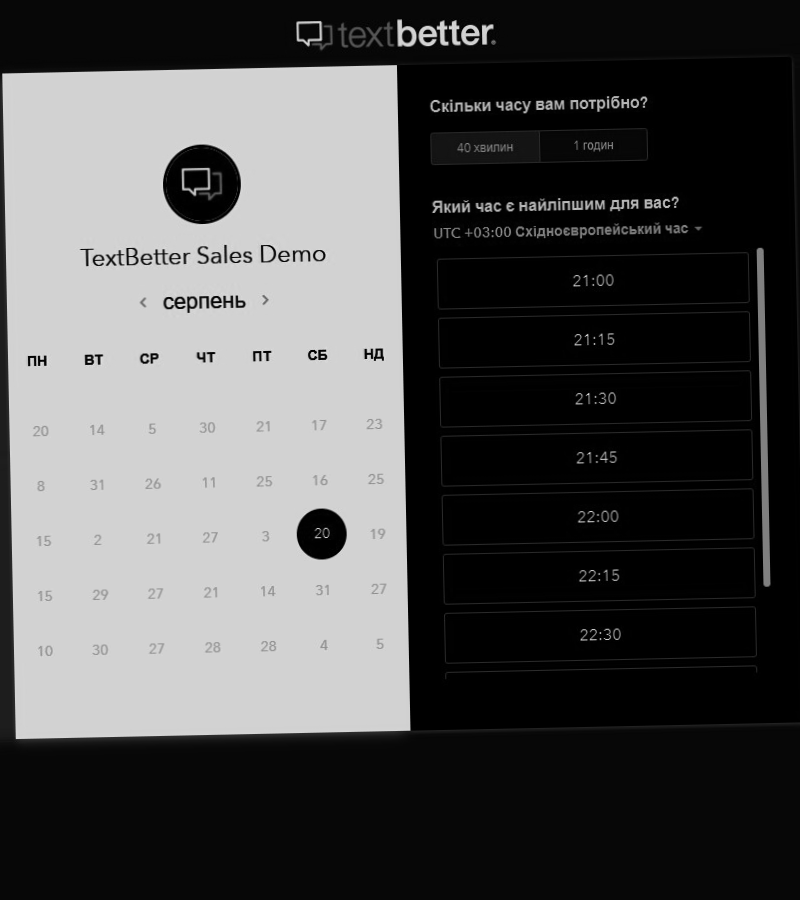 textbetter.
TextBetter Sales Demo
‹ серпень ›
ПН ВТ СР ЧТ ПТ СБ НД
20 14 5 30 21 17 23
8 31 26 11 25 16 25
15 2 21 27 3 20 19
15 29 27 21 14 31 27
10 30 27 28 28 4 5
Скільки часу вам потрібно?
40 хвилин 1 годин
Який час є найліпшим для вас?
UTC +03:00 Східноєвропейський час
21:00
21:15
21:30
21:45
22:00
22:15
22:30